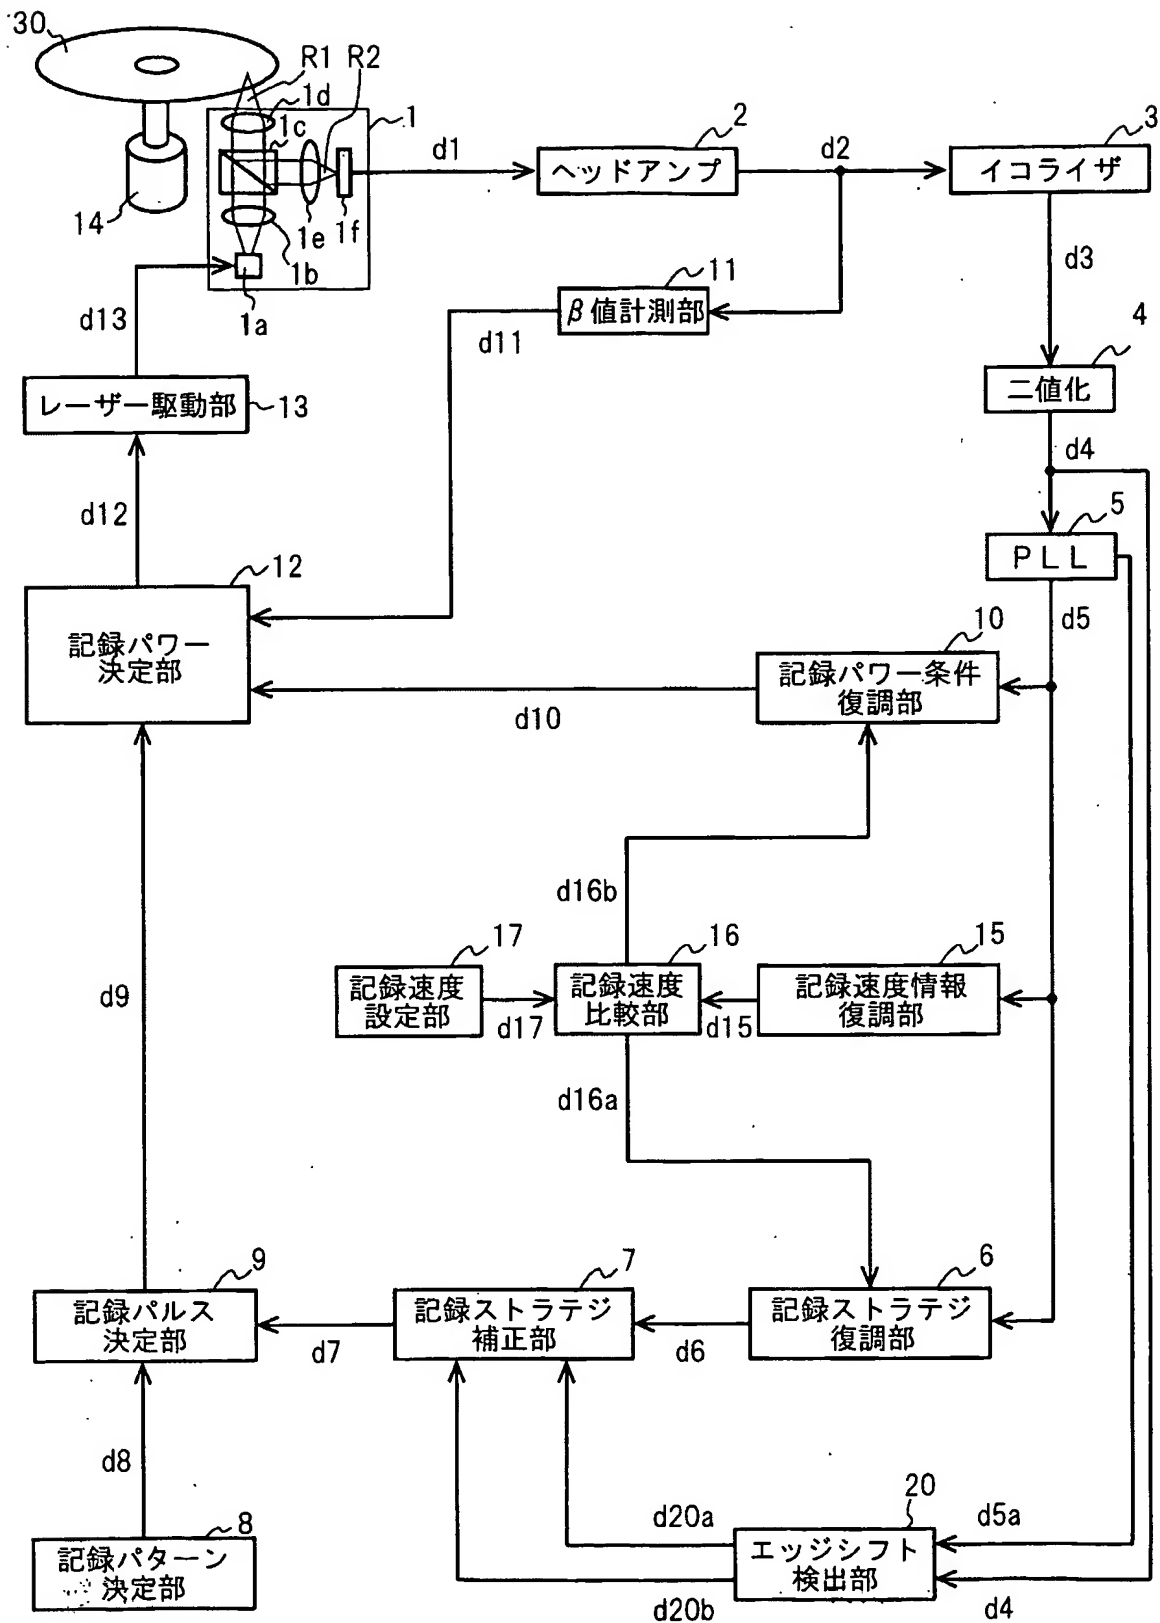 30
R1 R2
1d
1
1c
d1
2
ヘッドアンプ
d2
3
イコライザ
14
1e
1f
1b
1a
d3
11
β値計測部
d11
d13
4
二値化
レーザー駆動部
13
d4
d12
5
PLL
12
記録パワー
決定部
d5
10
記録パワー条件
復調部
d10
d16b
17
記録速度
設定部
d17
16
記録速度
比較部
d15
15
記録速度情報
復調部
d9
d16a
9
記録パルス
決定部
d7
7
記録ストラテジ
補正部
d6
6
記録ストラテジ
復調部
d8
8
記録パターン
決定部
d20a
d20b
20
エッジシフト
検出部
d5a
d4